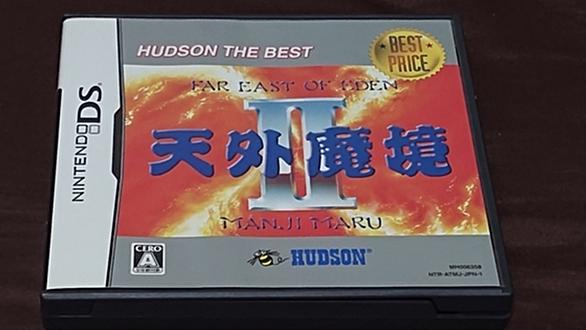 HUDSON THE BEST
BEST
PRICE
NINTENDO DS
FAR EAST OF EDEN
II
天外魔境
MANJI MARU
CERO
A
HUDSON®
MH006358
NTR-ATMJ-JPN-1